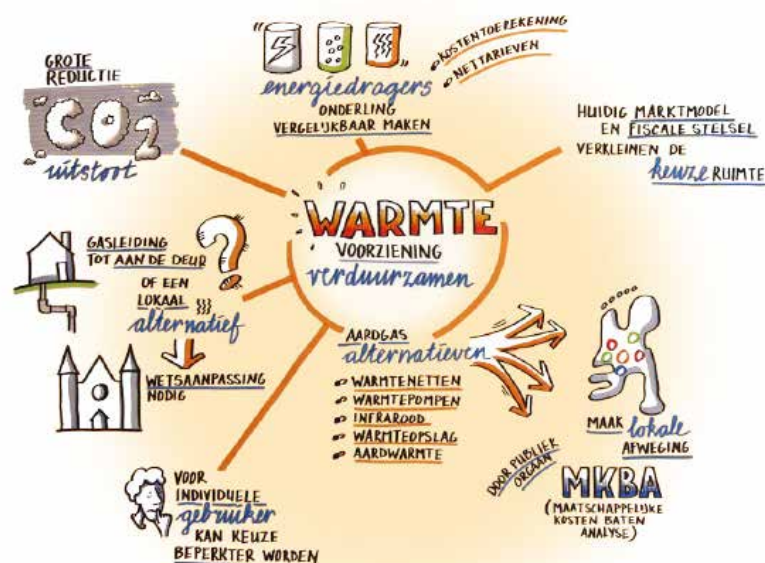 GROTE
REDUCTIE
CO2
uitstoot
energiedragers
ONDERLING
VERGELIJKBAAR MAKEN
KOSTENTOEREKENING
NETTARIEVEN
HUIDIG MARKTMODEL
EN FISCALE STELSEL
VERKLEINEN DE
keuze RUIMTE
WARMTE
VOORZIENING
verduurzamen
GASLEIDING
TOT AAN DE DEUR
OF EEN
LOKAAL
alternatief
?
WETSAANPASSING
NODIG
AARDGAS
alternatieven
WARMTENETTEN
WARMTEPOMPEN
INFRAROOD
WARMTEOPSLAG
AARDWARMTE
MAAK lokale
AFWEGING
DOOR PUBLIEK
ORGAAN
MKBA
(MAATSCHAPPELIJKE
KOSTEN BATEN
ANALYSE)
VOOR
INDIVIDUELE
gebruiker
KAN KEUZE
BEPERKTER WORDEN